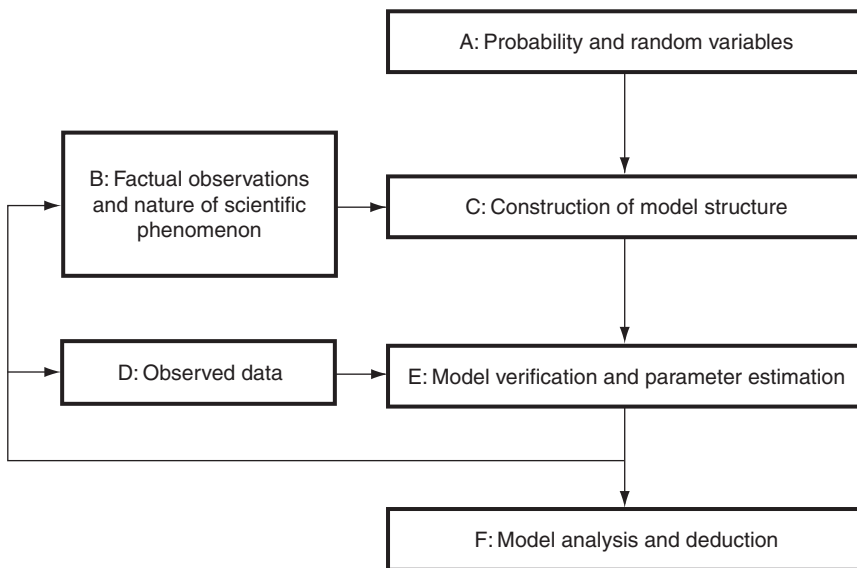 A: Probability and random variables
B: Factual observations
and nature of scientific
phenomenon
C: Construction of model structure
D: Observed data
E: Model verification and parameter estimation
F: Model analysis and deduction